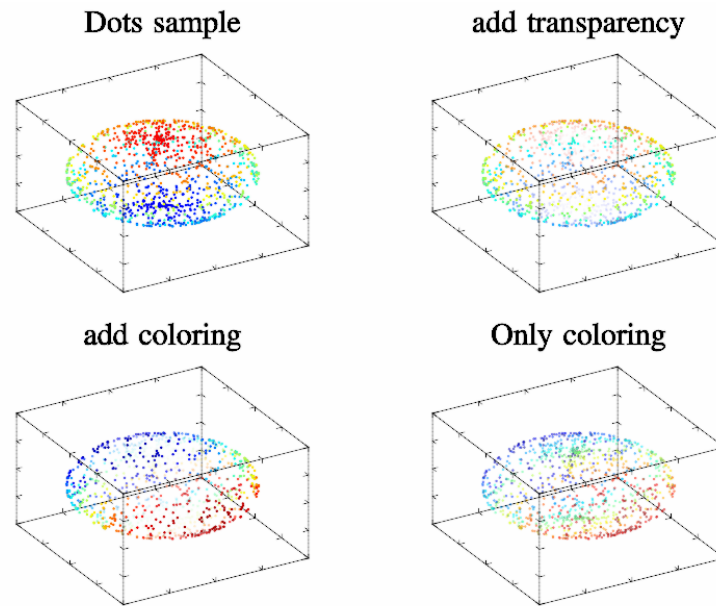 Dots sample
add transparency
add coloring
Only coloring